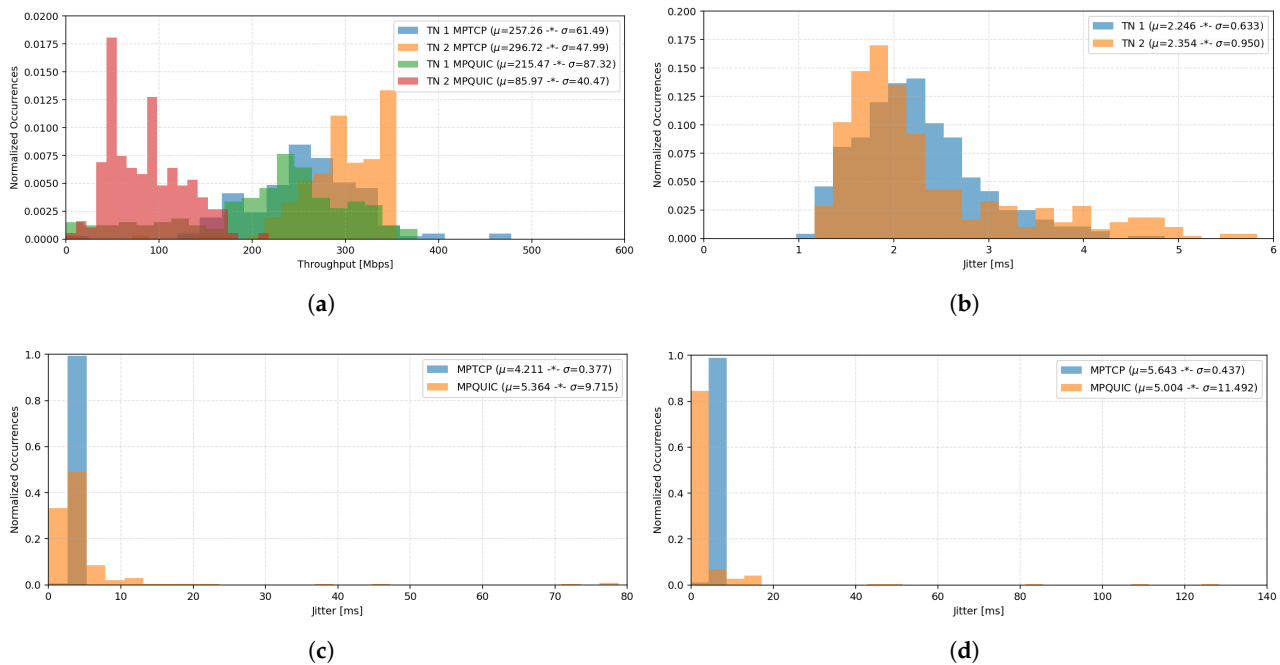 0.0200
0.0175
0.0150
0.0125
0.0100
0.0075
0.0050
0.0025
0.0000
Normalized Occurrences
TN 1 MPTCP (μ=257.26 -*- σ=61.49)
TN 2 MPTCP (μ=296.72 -*- σ=47.99)
TN 1 MPQUIC (μ=215.47 -*- σ=87.32)
TN 2 MPQUIC (μ=85.97 -*- σ=40.47)
0 100 200 300 400 500 600
Throughput [Mbps]
(a)
0.200
0.175
0.150
0.125
0.100
0.075
0.050
0.025
0.000
Normalized Occurrences
TN 1 (μ=2.246 -*- σ=0.633)
TN 2 (μ=2.354 -*- σ=0.950)
0 1 2 3 4 5 6
Jitter [ms]
(b)
1.0
0.8
0.6
0.4
0.2
0.0
Normalized Occurrences
MPTCP (μ=4.211 -*- σ=0.377)
MPQUIC (μ=5.364 -*- σ=9.715)
0 10 20 30 40 50 60 70 80
Jitter [ms]
(c)
1.0
0.8
0.6
0.4
0.2
0.0
Normalized Occurrences
MPTCP (μ=5.643 -*- σ=0.437)
MPQUIC (μ=5.004 -*- σ=11.492)
0 20 40 60 80 100 120 140
Jitter [ms]
(d)